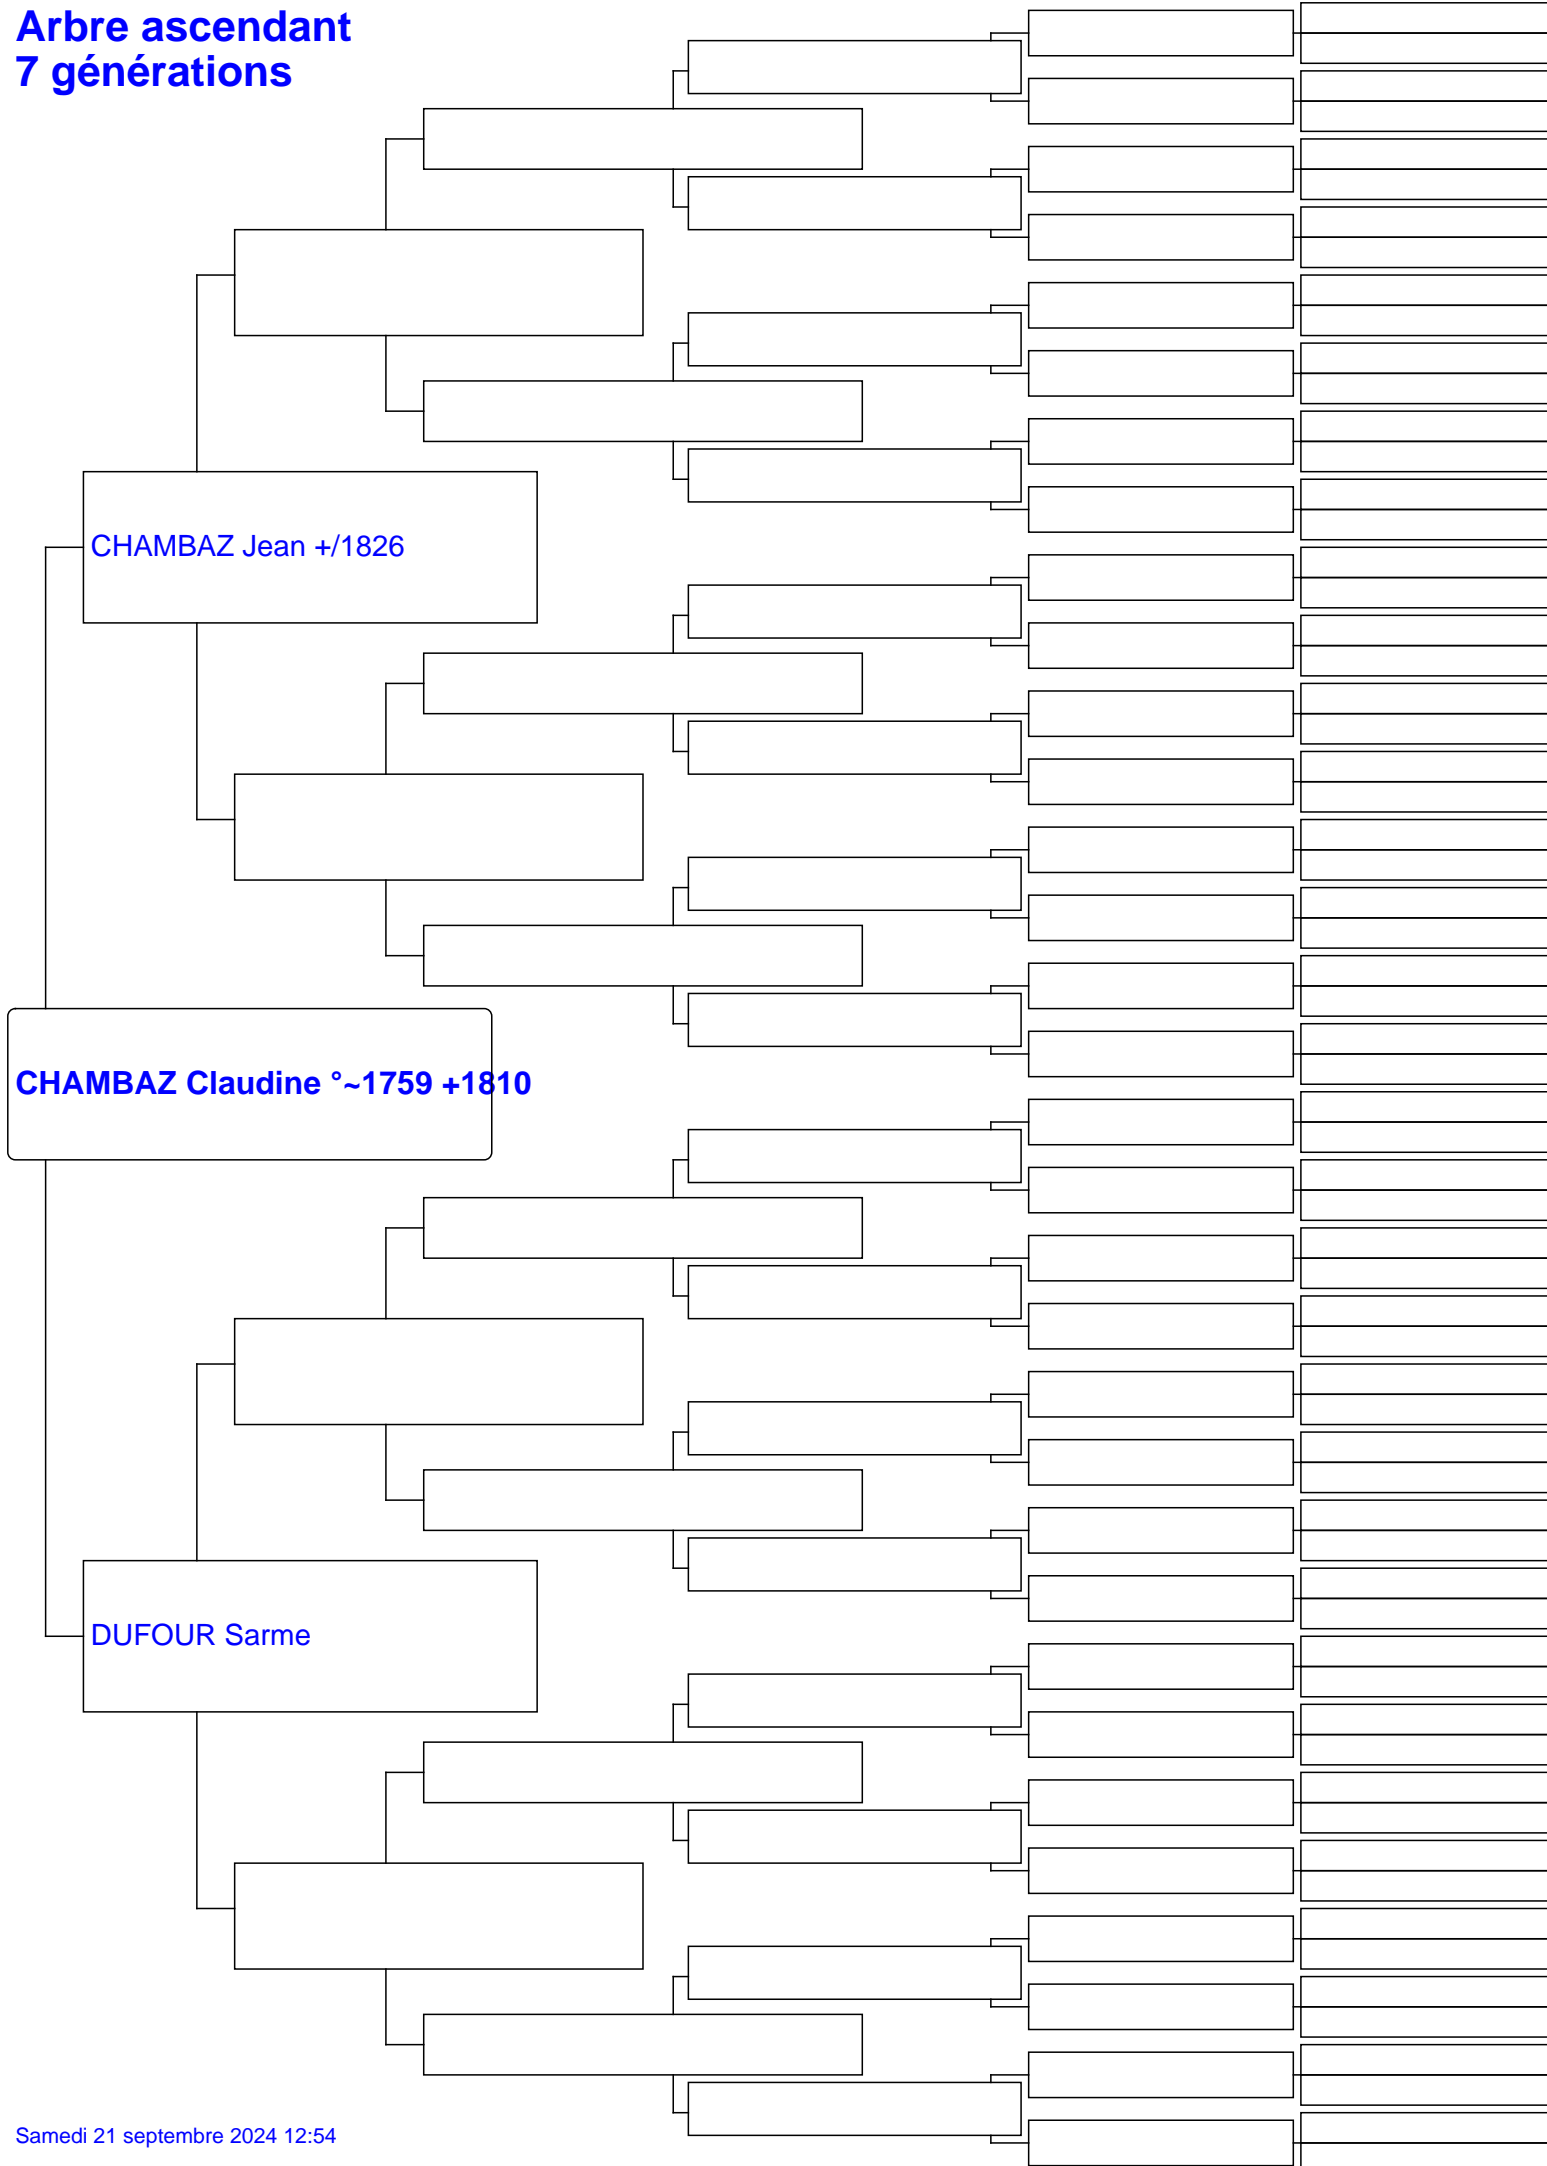 Arbre ascendant
7 générations
CHAMBAZ Jean +/1826
CHAMBAZ Claudine °~1759 +1810
DUFOUR Sarme
Samedi 21 septembre 2024 12:54